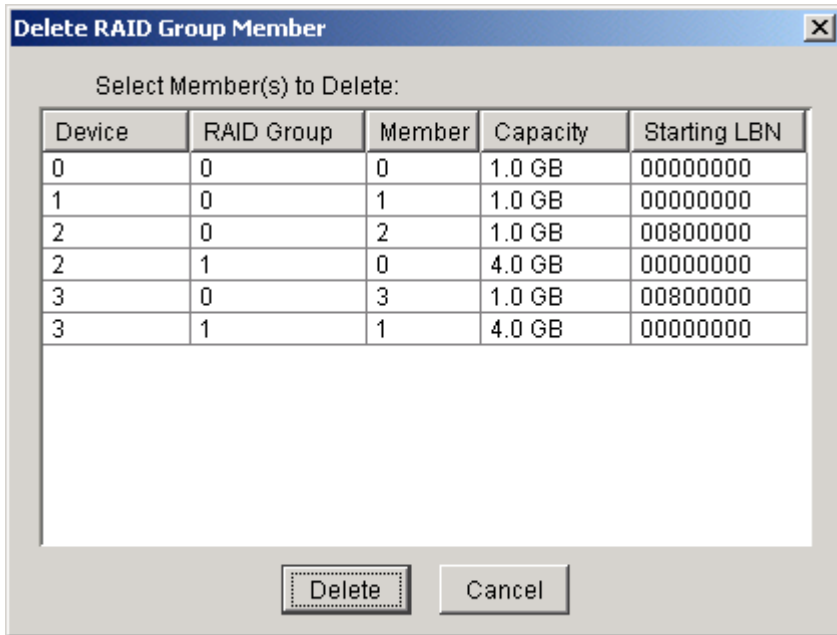 Delete RAID Group Member
Select Member(s) to Delete:
Device RAID Group Member Capacity Starting LBN
0 0 0 1.0 GB 00000000
1 0 1 1.0 GB 00000000
2 0 2 1.0 GB 00800000
2 1 0 4.0 GB 00000000
3 0 3 1.0 GB 00800000
3 1 1 4.0 GB 00000000
Delete Cancel